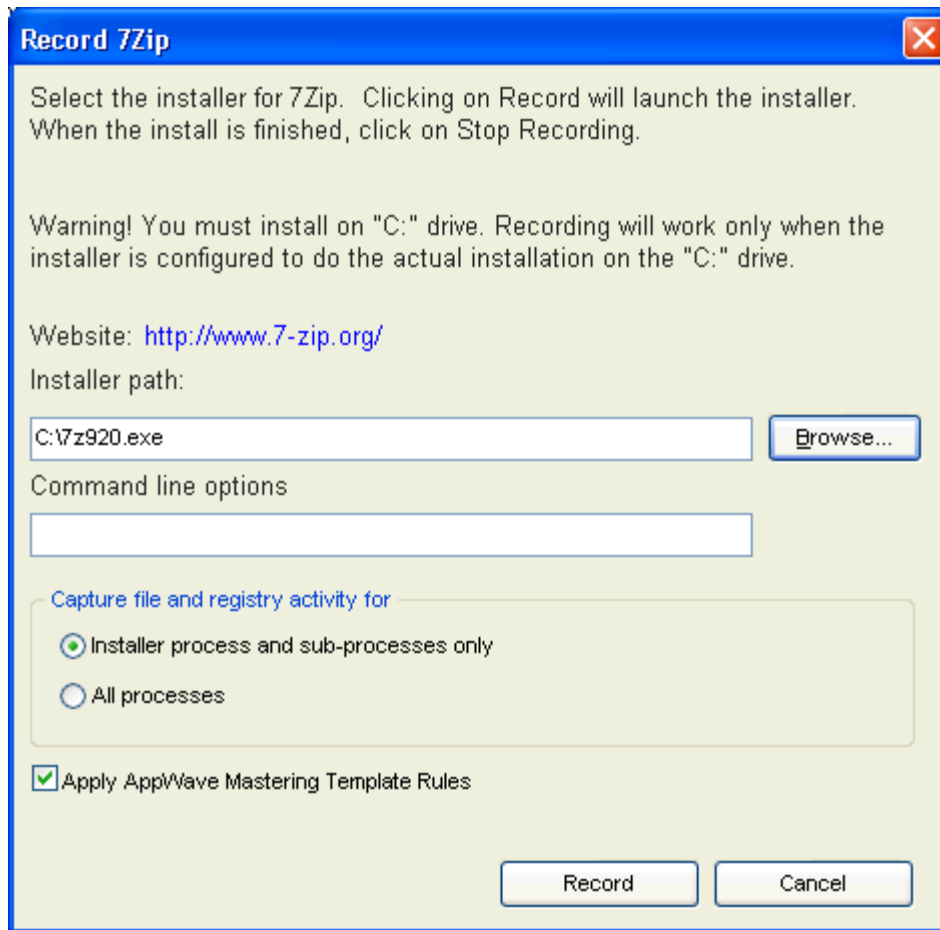 Record 7Zip
Select the installer for 7Zip.  Clicking on Record will launch the installer.
When the install is finished, click on Stop Recording.
Warning! You must install on "C:" drive. Recording will work only when the
installer is configured to do the actual installation on the "C:" drive.
Website: http://www.7-zip.org/
Installer path:
C:\7z920.exe
Browse...
Command line options
Capture file and registry activity for
Installer process and sub-processes only
All processes
Apply AppWave Mastering Template Rules
Record
Cancel